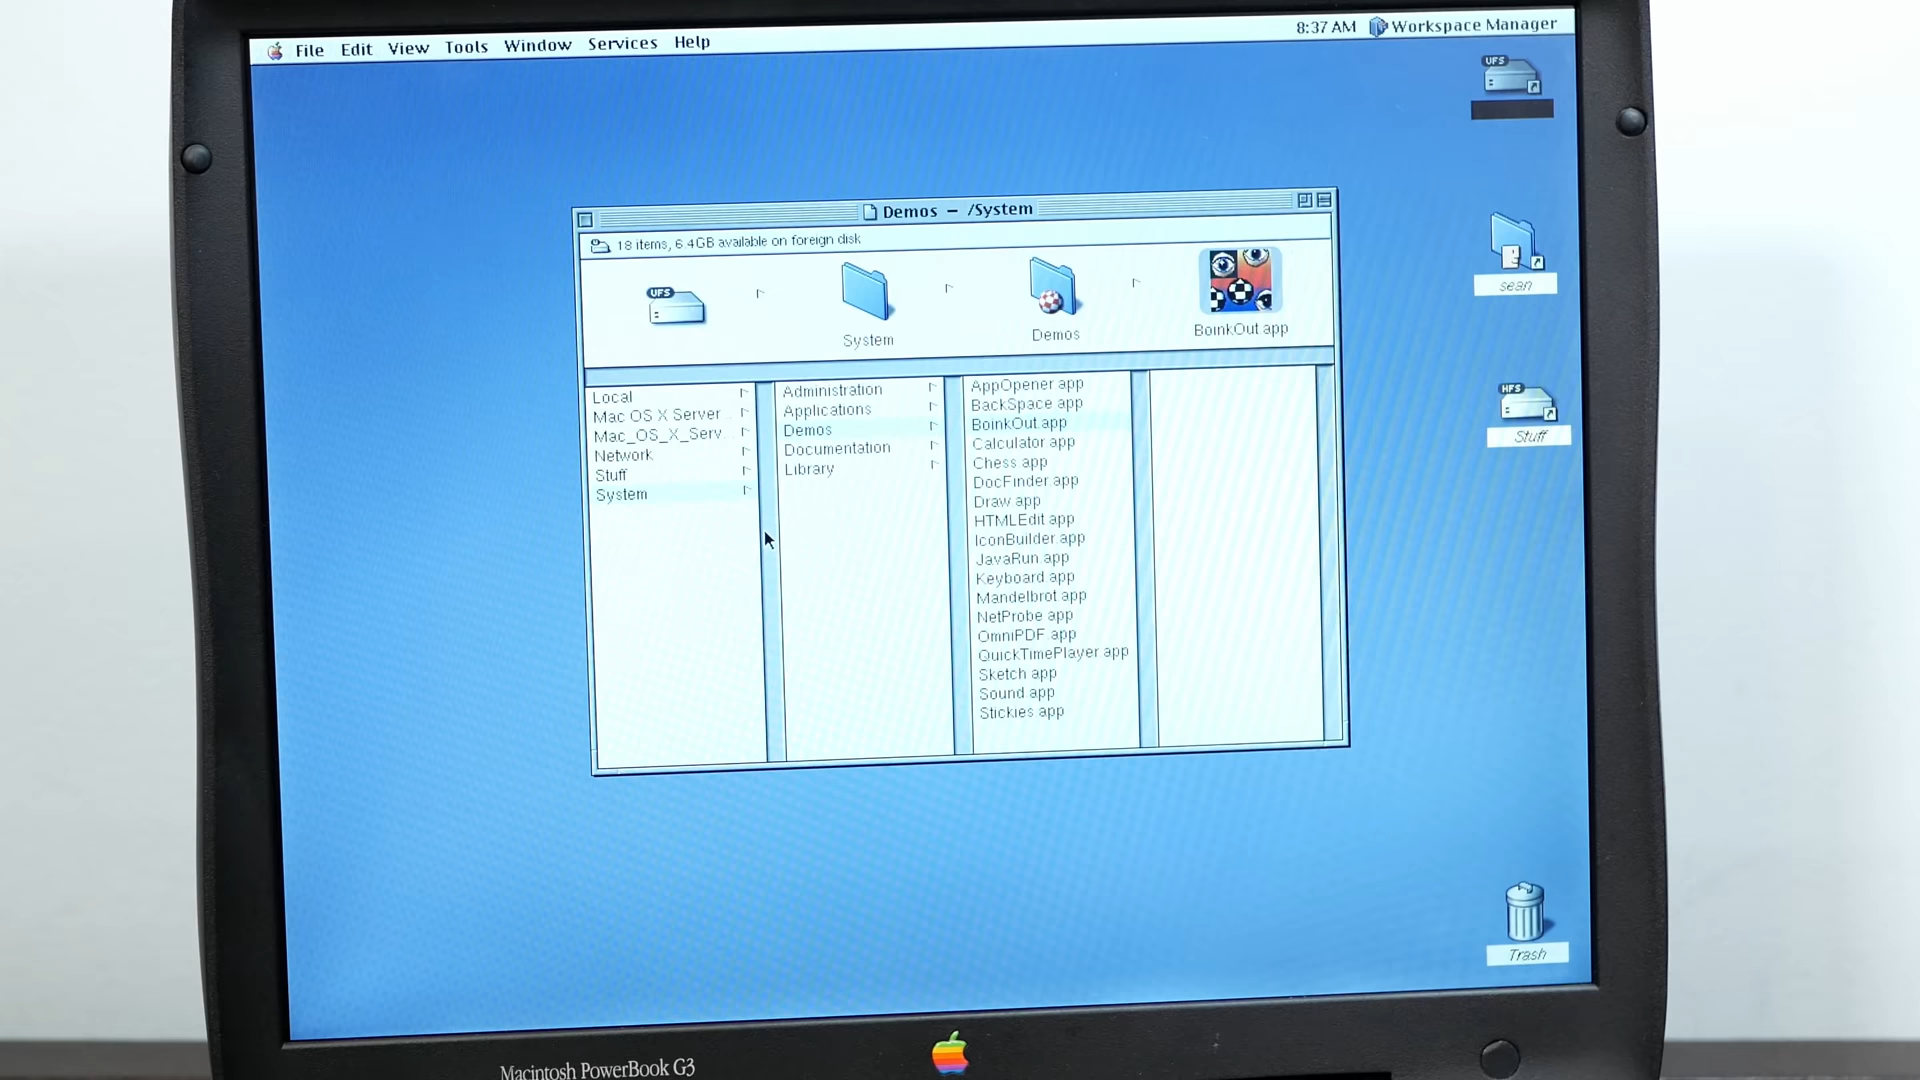 File Edit View Tools Window Services Help
8:37 AM Workspace Manager
UFS
Demos — /System
18 items, 6.4GB available on foreign disk
UFS
System
Demos
BoinkOut.app
Local
Mac OS X Server
Mac_OS_X_Serv
Network
Stuff
System
Administration
Applications
Demos
Documentation
Library
AppOpener.app
BackSpace.app
BoinkOut.app
Calculator.app
Chess.app
DocFinder.app
Draw.app
HTMLEdit.app
IconBuilder.app
JavaRun.app
Keyboard.app
Mandelbrot.app
NetProbe.app
OmniPDF.app
QuickTimePlayer.app
Sketch.app
Sound.app
Stickies.app
sean
HFS
Stuff
Trash
Macintosh PowerBook G3